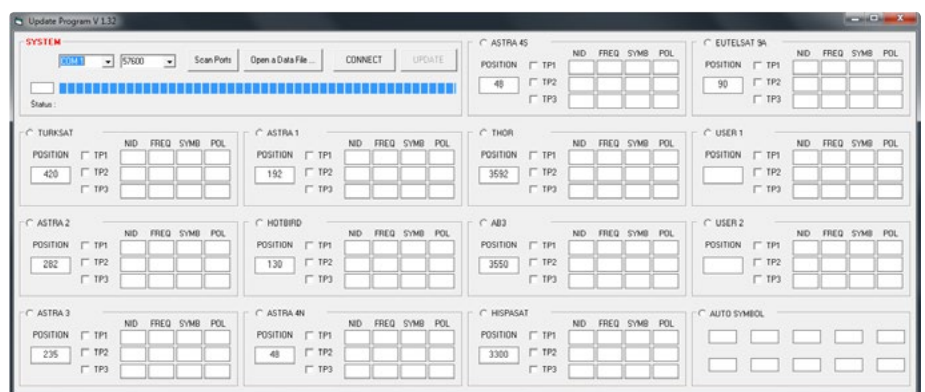 Update Program V 1.32
SYSTEM
COM 1 57600 Scan Ports Open a Data File ... CONNECT UPDATE
Status :
ASTRA 4S
NID FREQ SYMB POL
POSITION TP1
48 TP2
TP3
EUTELSAT 9A
NID FREQ SYMB POL
POSITION TP1
90 TP2
TP3
TURKSAT
NID FREQ SYMB POL
POSITION TP1
420 TP2
TP3
ASTRA 1
NID FREQ SYMB POL
POSITION TP1
192 TP2
TP3
THOR
NID FREQ SYMB POL
POSITION TP1
3592 TP2
TP3
USER 1
NID FREQ SYMB POL
POSITION TP1
TP2
TP3
ASTRA 2
NID FREQ SYMB POL
POSITION TP1
282 TP2
TP3
HOTBIRD
NID FREQ SYMB POL
POSITION TP1
130 TP2
TP3
AB3
NID FREQ SYMB POL
POSITION TP1
3550 TP2
TP3
USER 2
NID FREQ SYMB POL
POSITION TP1
TP2
TP3
ASTRA 3
NID FREQ SYMB POL
POSITION TP1
235 TP2
TP3
ASTRA 4N
NID FREQ SYMB POL
POSITION TP1
48 TP2
TP3
HISPASAT
NID FREQ SYMB POL
POSITION TP1
3300 TP2
TP3
AUTO SYMBOL